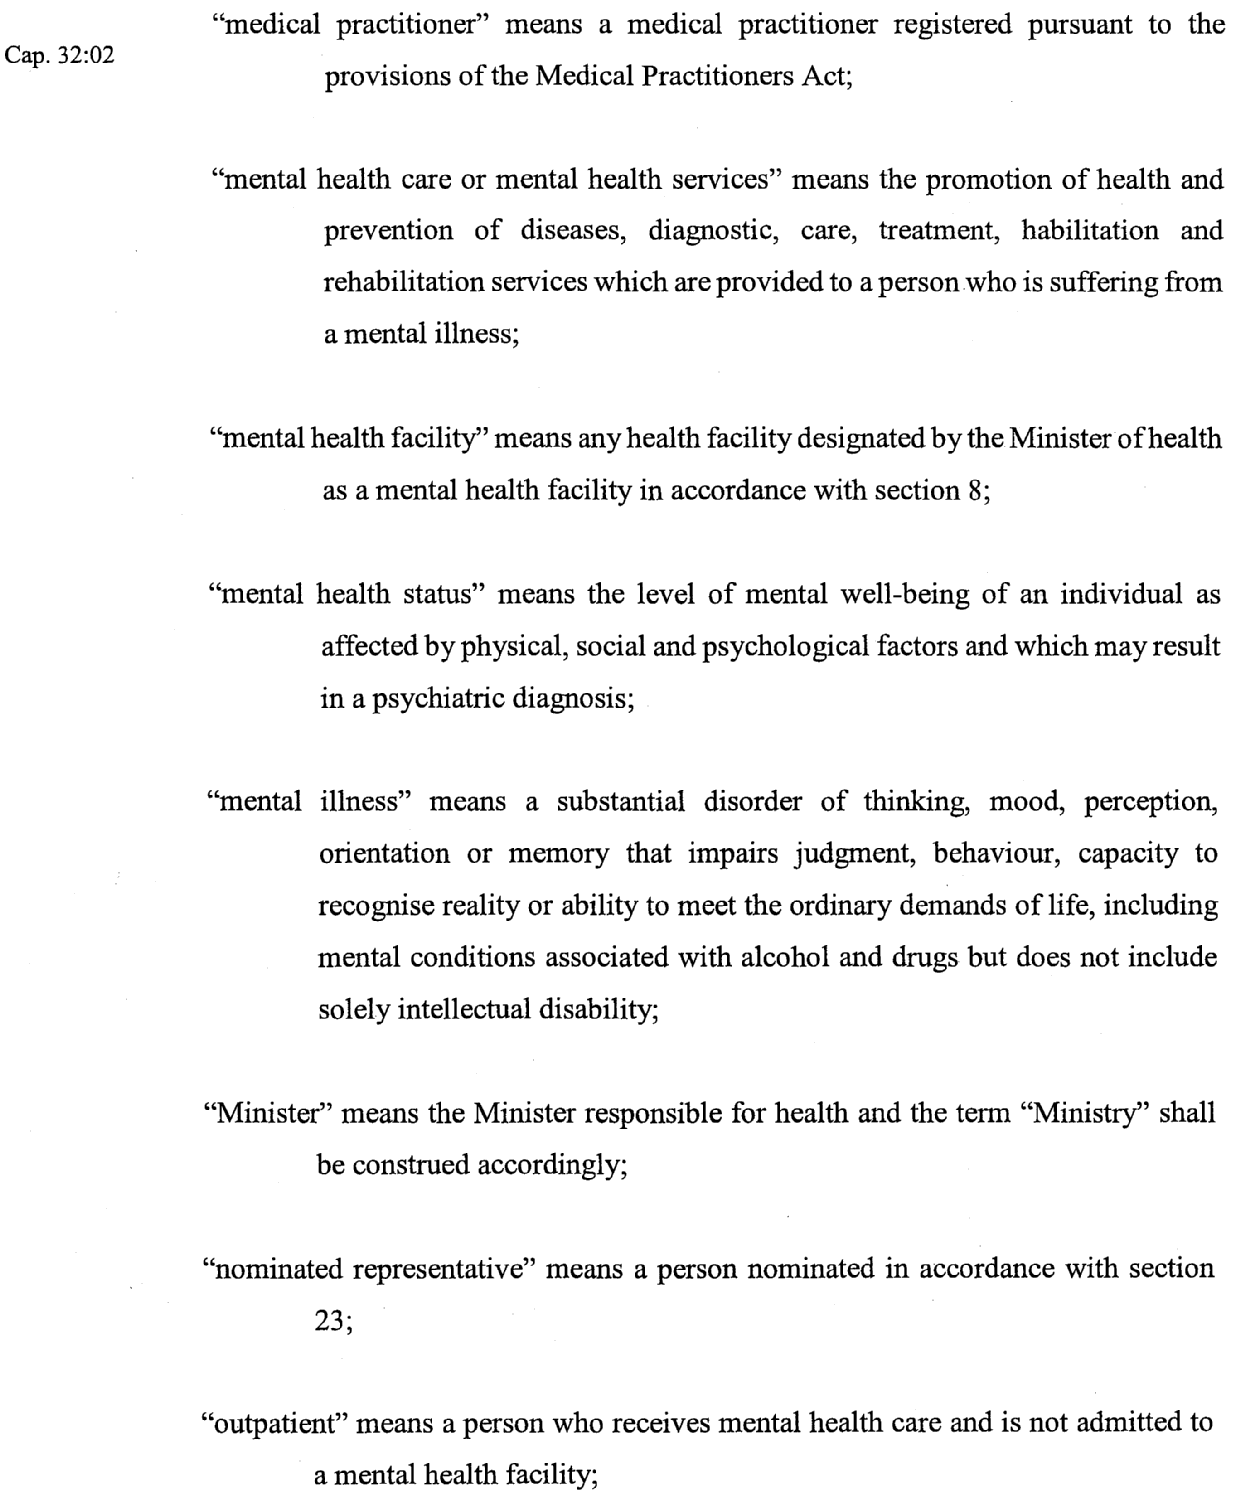 “medical practitioner” means a medical practitioner registered pursuant to the
Cap. 32:02
provisions of the Medical Practitioners Act;
“mental health care or mental health services” means the promotion of health and
prevention of diseases, diagnostic, care, treatment, habilitation and
rehabilitation services which are provided to a person who is suffering from
a mental illness;
“mental health facility” means any health facility designated by the Minister of health
as a mental health facility in accordance with section 8;
“mental health status” means the level of mental well-being of an individual as
affected by physical, social and psychological factors and which may result
in a psychiatric diagnosis;
“mental illness” means a substantial disorder of thinking, mood, perception,
orientation or memory that impairs judgment, behaviour, capacity to
recognise reality or ability to meet the ordinary demands of life, including
mental conditions associated with alcohol and drugs but does not include
solely intellectual disability;
“Minister” means the Minister responsible for health and the term “Ministry” shall
be construed accordingly;
“nominated representative” means a person nominated in accordance with section
23;
“outpatient” means a person who receives mental health care and is not admitted to
a mental health facility;